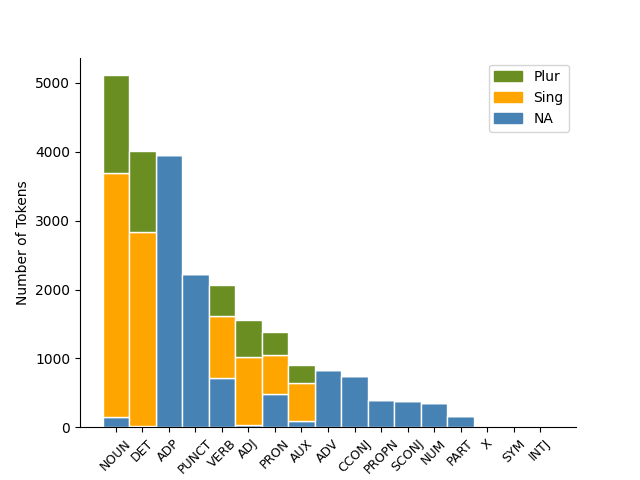 Plur
Sing
NA
Number of Tokens
5000
4000
3000
2000
1000
0
NOUN
DET
ADP
PUNCT
VERB
ADJ
PRON
AUX
ADV
CCONJ
PROPN
SCONJ
NUM
PART
X
SYM
INTJ